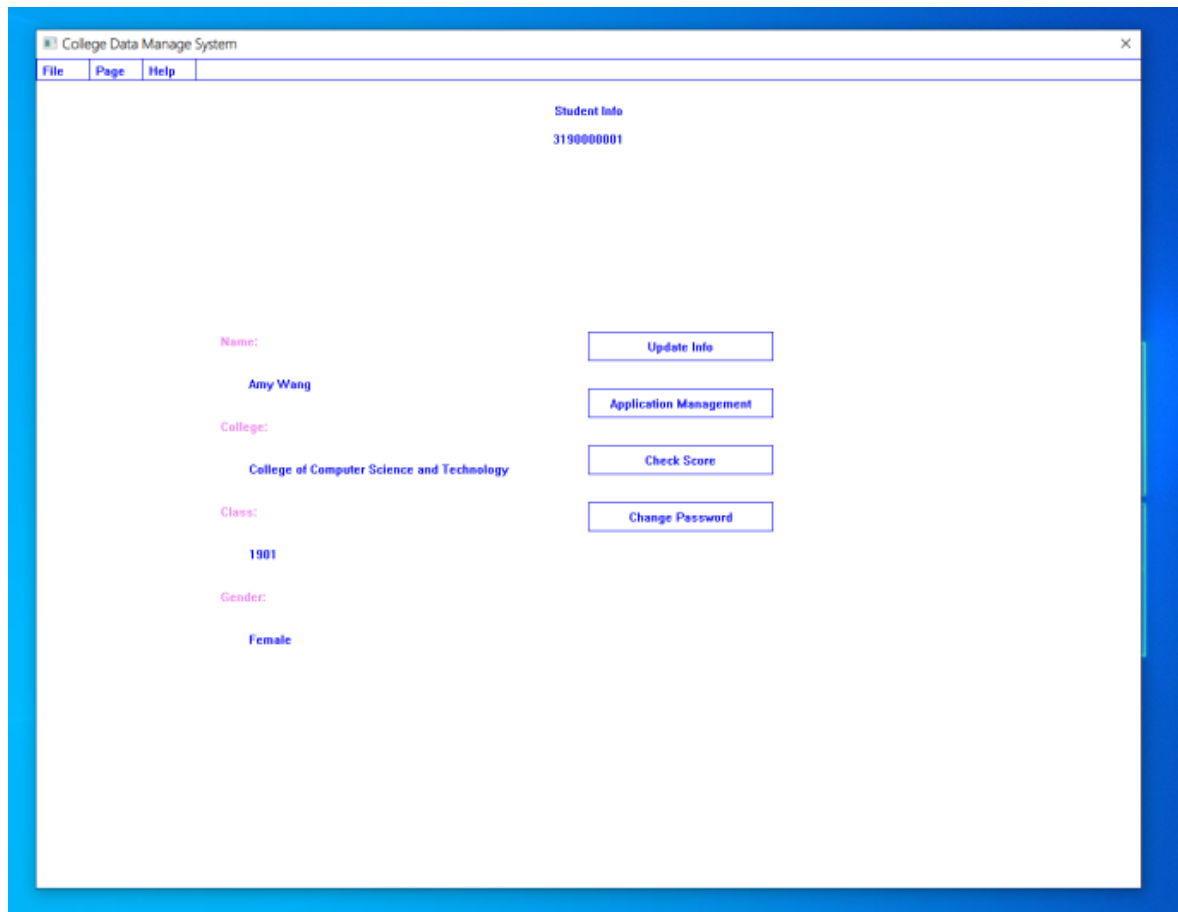 College Data Manage System
File Page Help
Student Info
3190000001
Name:
Amy Wang
College:
College of Computer Science and Technology
Class:
1901
Gender:
Female
Update Info
Application Management
Check Score
Change Password